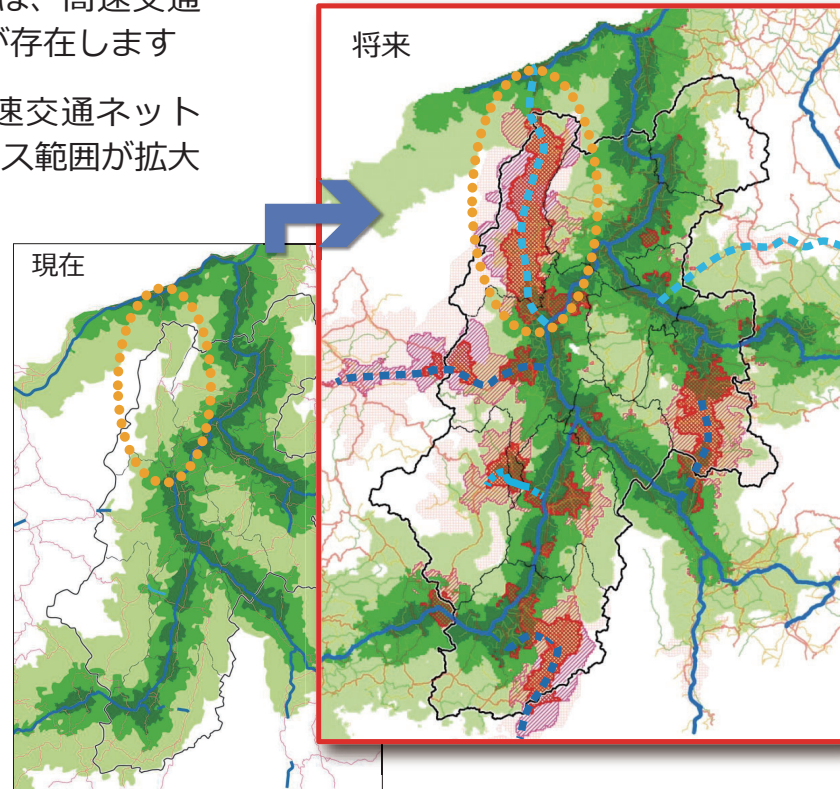 は、高速交通
が存在します
速交通ネット
ス範囲が拡大
将来
現在